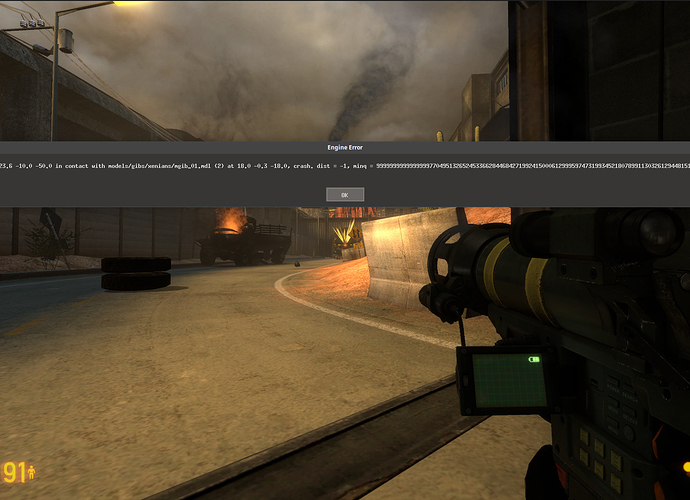 Engine Error
23,6 -10,0 -50,0 in contact with models/gibs/xenians/mgib_01,mdl (2) at 18,0 -0,3 -18,0, crash, dist = -1, minq =
OK
91